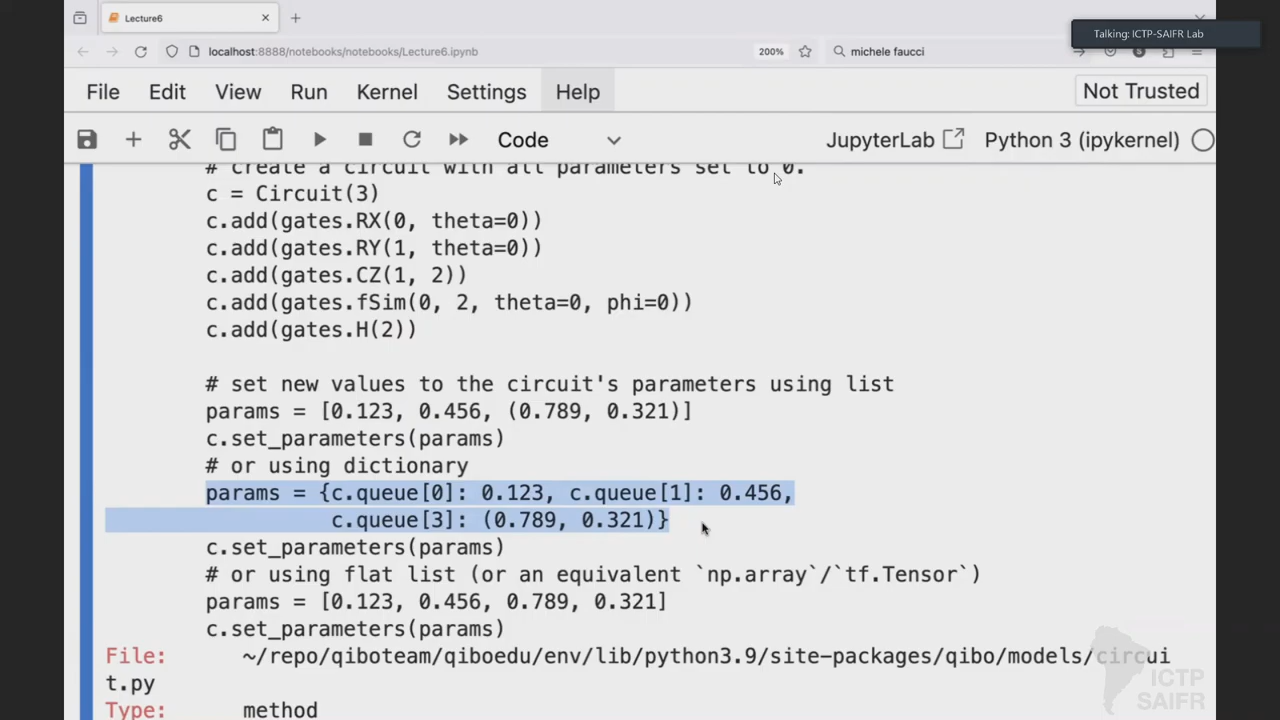 Lecture6
Talking: ICTP-SAIFR Lab
localhost:8888/notebooks/notebooks/Lecture6.ipynb
200%
michele faucci
File Edit View Run Kernel Settings Help
Not Trusted
Code
JupyterLab
Python 3 (ipykernel)
# create a circuit with all parameters set to 0.
c = Circuit(3)
c.add(gates.RX(0, theta=0))
c.add(gates.RY(1, theta=0))
c.add(gates.CZ(1, 2))
c.add(gates.fSim(0, 2, theta=0, phi=0))
c.add(gates.H(2))
# set new values to the circuit's parameters using list
params = [0.123, 0.456, (0.789, 0.321)]
c.set_parameters(params)
# or using dictionary
params = {c.queue[0]: 0.123, c.queue[1]: 0.456,
c.queue[3]: (0.789, 0.321)}
c.set_parameters(params)
# or using flat list (or an equivalent `np.array`/`tf.Tensor`)
params = [0.123, 0.456, 0.789, 0.321]
c.set_parameters(params)
File: ~/repo/qiboteam/qiboedu/env/lib/python3.9/site-packages/qibo/models/circui
t.py
Type: method
ICTP
SAIFR